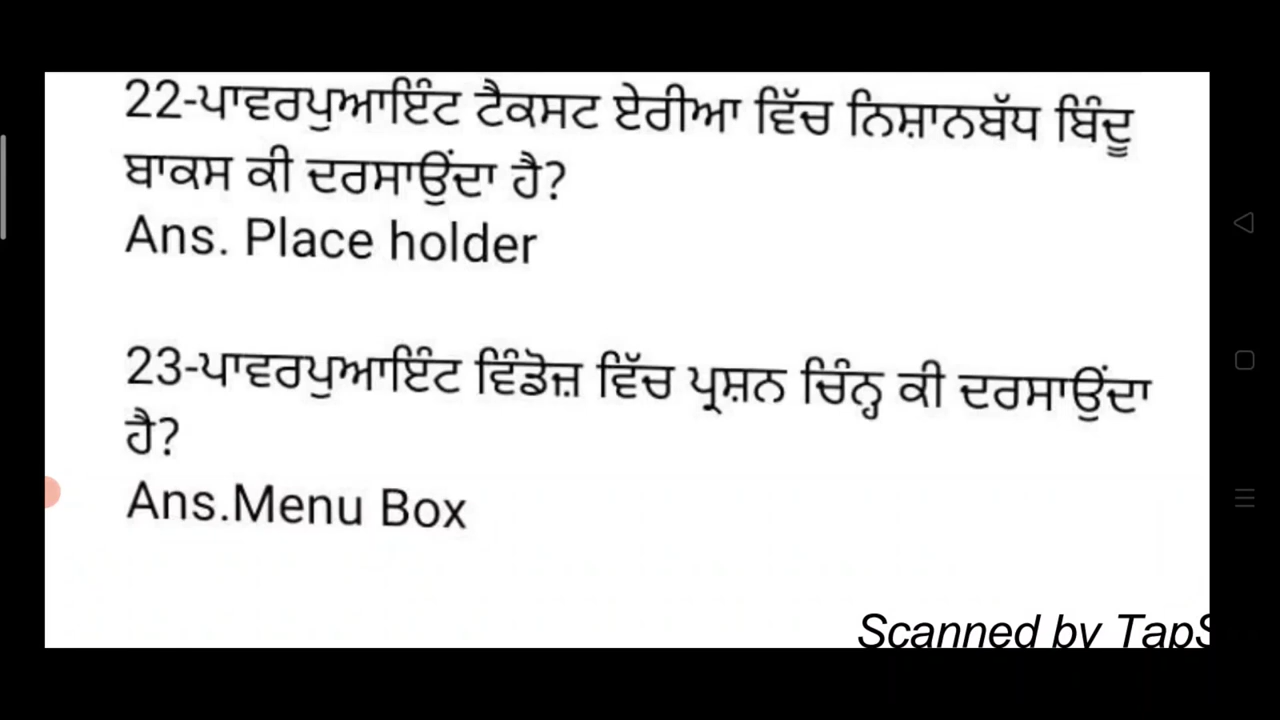 22-ਪਾਵਰਪੁਆਇੰਟ ਟੈਕਸਟ ਏਰੀਆ ਵਿੱਚ ਨਿਸ਼ਾਨਬੱਧ ਬਿੰਦੂ
ਬਾਕਸ ਕੀ ਦਰਸਾਉਂਦਾ ਹੈ?
Ans. Place holder
23-ਪਾਵਰਪੁਆਇੰਟ ਵਿੰਡੋਜ਼ ਵਿੱਚ ਪ੍ਰਸ਼ਨ ਚਿੰਨ੍ਹ ਕੀ ਦਰਸਾਉਂਦਾ
ਹੈ?
Ans.Menu Box
Scanned by TapS